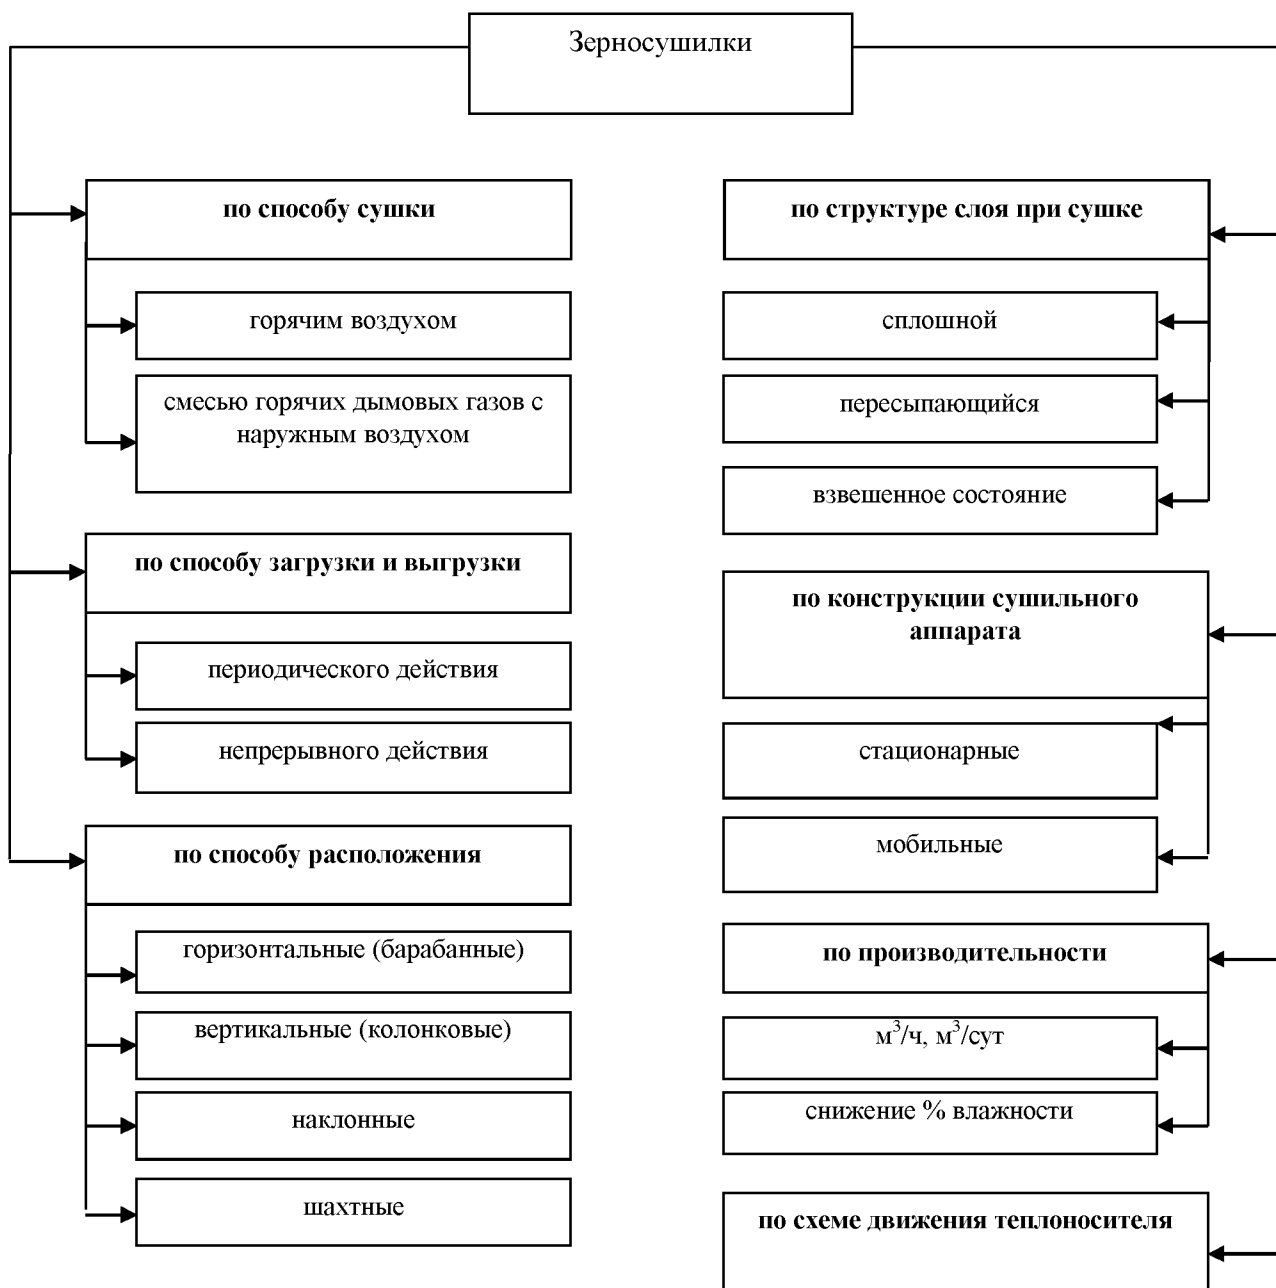 Зерносушилки
по способу сушки
горячим воздухом
смесью горячих дымовых газов с
наружным воздухом
по способу загрузки и выгрузки
периодического действия
непрерывного действия
по способу расположения
горизонтальные (барабанные)
вертикальные (колонковые)
наклонные
шахтные
по структуре слоя при сушке
сплошной
пересыпающийся
взвешенное состояние
по конструкции сушильного
аппарата
стационарные
мобильные
по производительности
м³/ч, м³/сут
снижение % влажности
по схеме движения теплоносителя